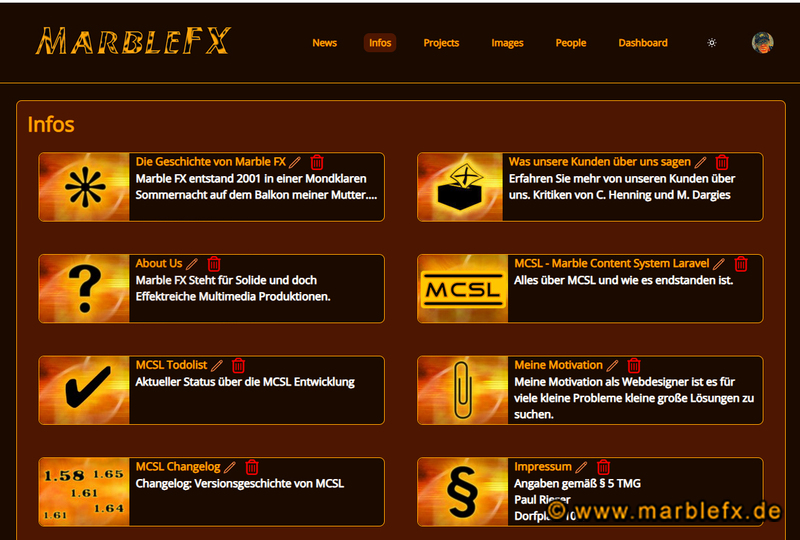 MARBLEFX
News
Infos
Projects
Images
People
Dashboard
Infos
Die Geschichte von Marble FX
Marble FX entstand 2001 in einer Mondklaren
Sommernacht auf dem Balkon meiner Mutter....
Was unsere Kunden über uns sagen
Erfahren Sie mehr von unseren Kunden über
uns. Kritiken von C. Henning und M. Dargies
?
About Us
Marble FX Steht für Solide und doch
Effektreiche Multimedia Produktionen.
MCSL
MCSL - Marble Content System Laravel
Alles über MCSL und wie es endstanden ist.
MCSL Todolist
Aktueller Status über die MCSL Entwicklung
Meine Motivation
Meine Motivation als Webdesigner ist es für
viele kleine Probleme kleine große Lösungen zu
suchen.
1.58 1.65
1.61
1.61 1.64
MCSL Changelog
Changelog: Versionsgeschichte von MCSL
§
Impressum
Angaben gemäß § 5 TMG
Paul
© www.marblefx.de